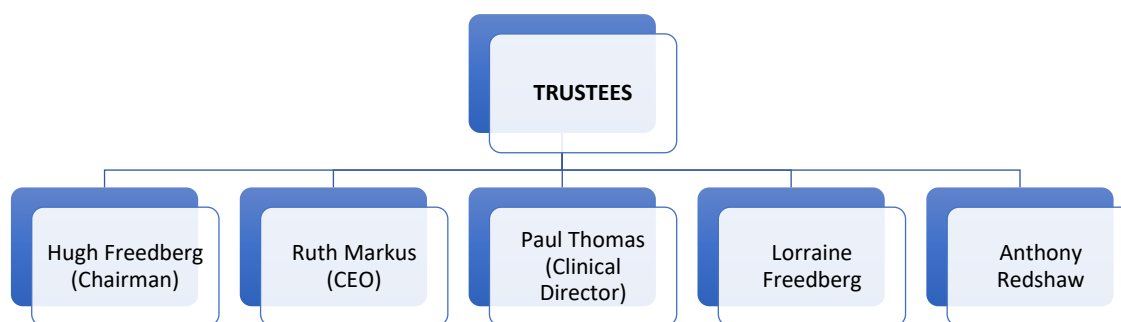 TRUSTEES
Hugh Freedberg
(Chairman)
Ruth Markus
(CEO)
Paul Thomas
(Clinical
Director)
Lorraine
Freedberg
Anthony
Redshaw